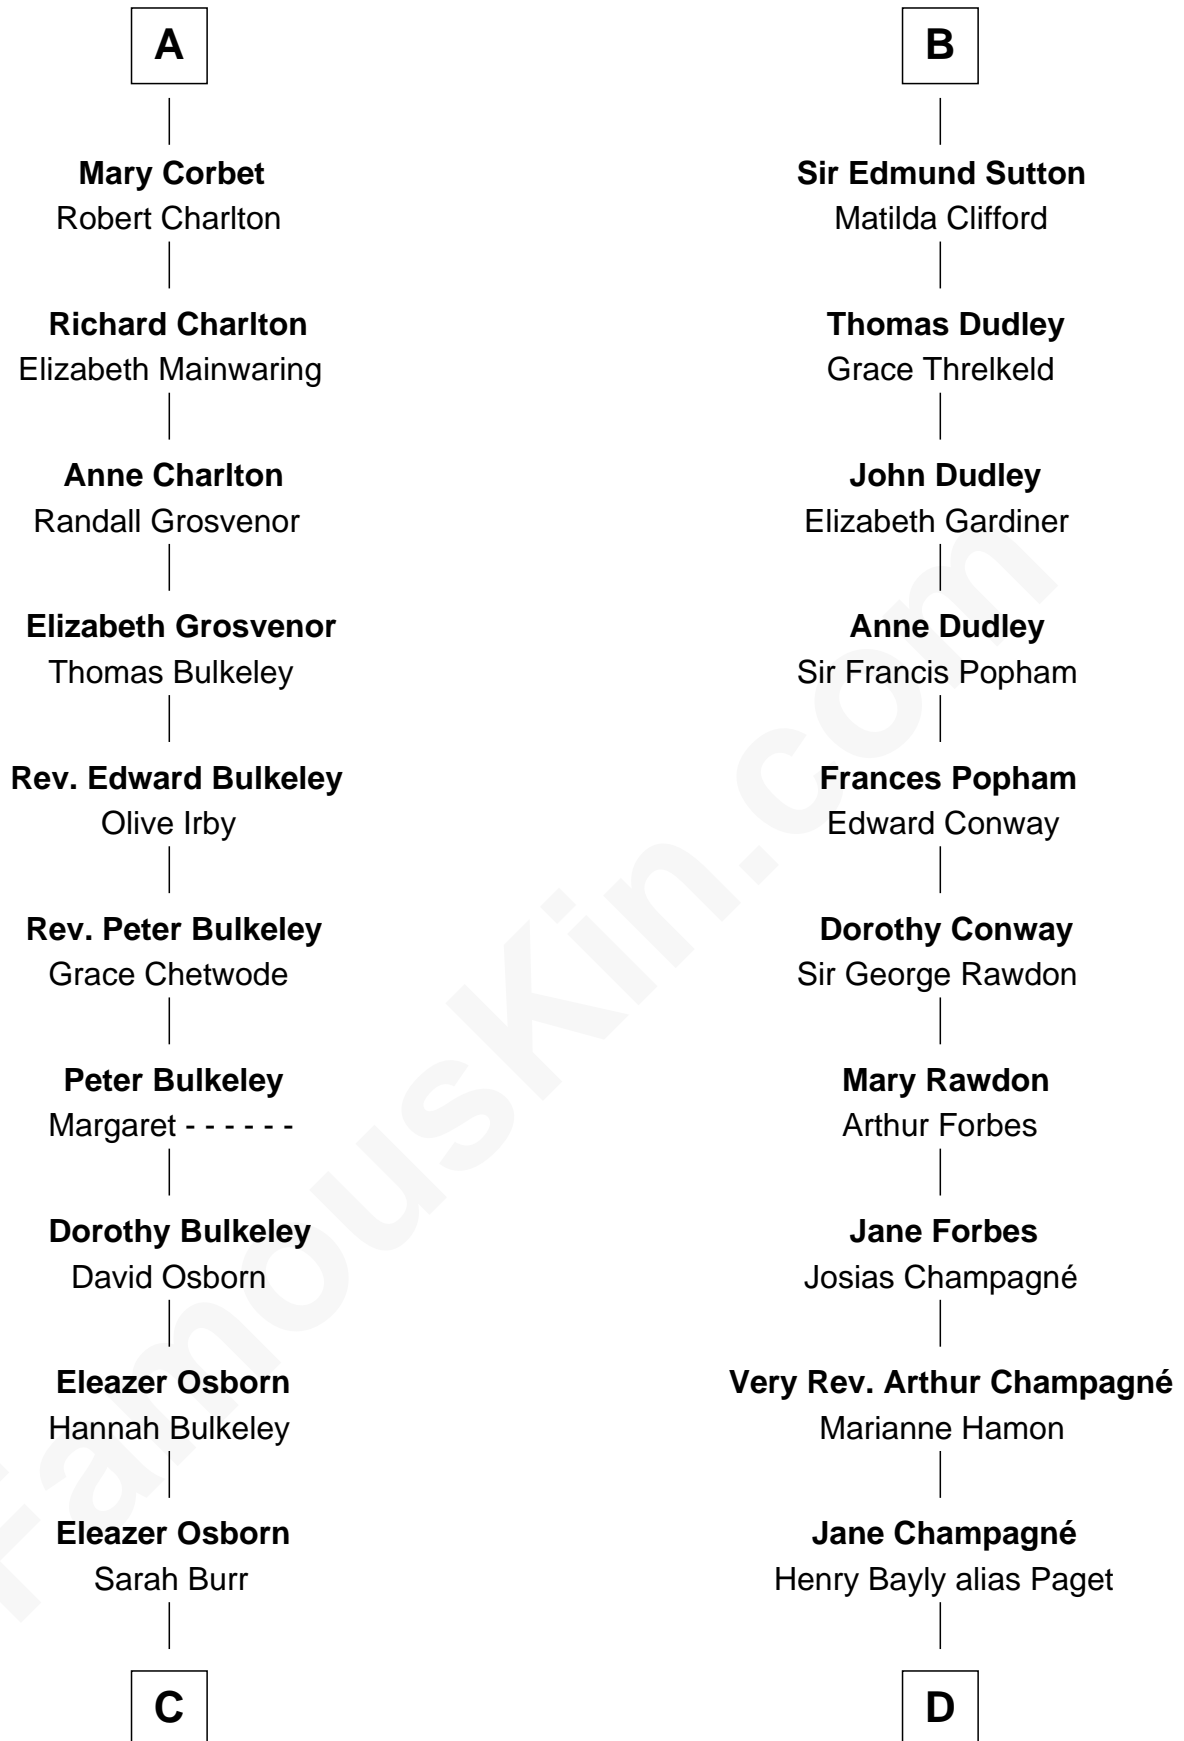 A
Mary Corbet
Robert Charlton
Richard Charlton
Elizabeth Mainwaring
Anne Charlton
Randall Grosvenor
Elizabeth Grosvenor
Thomas Bulkeley
Rev. Edward Bulkeley
Olive Irby
Rev. Peter Bulkeley
Grace Chetwode
Peter Bulkeley
Margaret - - - - - -
Dorothy Bulkeley
David Osborn
Eleazer Osborn
Hannah Bulkeley
Eleazer Osborn
Sarah Burr
C
B
Sir Edmund Sutton
Matilda Clifford
Thomas Dudley
Grace Threlkeld
John Dudley
Elizabeth Gardiner
Anne Dudley
Sir Francis Popham
Frances Popham
Edward Conway
Dorothy Conway
Sir George Rawdon
Mary Rawdon
Arthur Forbes
Jane Forbes
Josias Champagné
Very Rev. Arthur Champagné
Marianne Hamon
Jane Champagné
Henry Bayly alias Paget
D
FamousKin.com